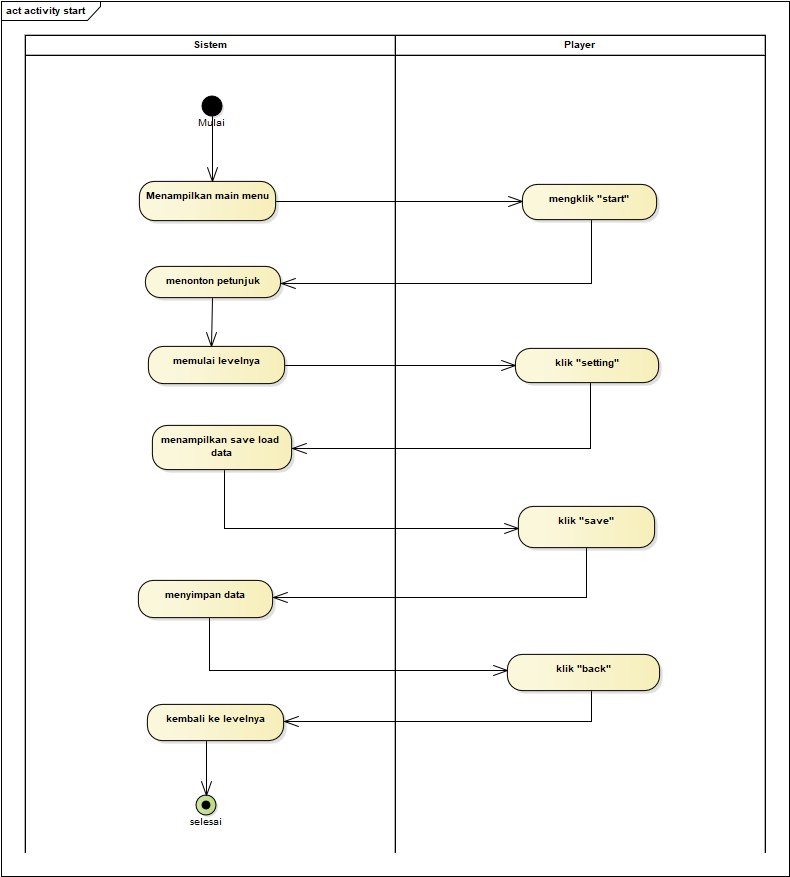 act activity start
Sistem
Player
Mulai
Menampilkan main menu
mengklik "start"
menonton petunjuk
memulai levelnya
klik "setting"
menampilkan save load
data
klik "save"
menyimpan data
klik "back"
kembali ke levelnya
selesai